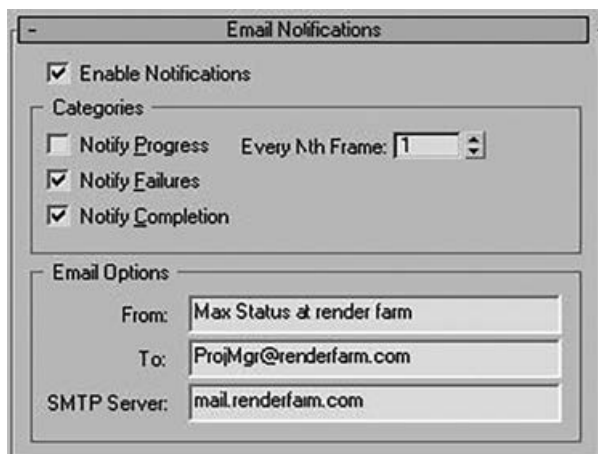 - Email Notifications
Enable Notifications
Categories
Notify Progress Every Nth Frame: 1
Notify Failures
Notify Completion
Email Options
From: Max Status at render farm
To: ProjMgr@renderfarm.com
SMTP Server: mail.renderfarm.com